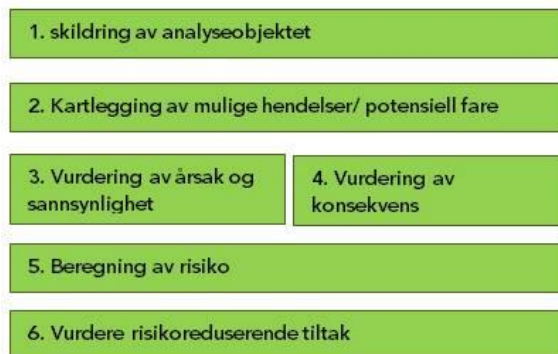 1. skildring av analyseobjektet
2. Kartlegging av mulige hendelser/ potensiell fare
3. Vurdering av årsak og
sannsynlighet
4. Vurdering av
konsekvens
5. Beregning av risiko
6. Vurdere risikoreduserende tiltak